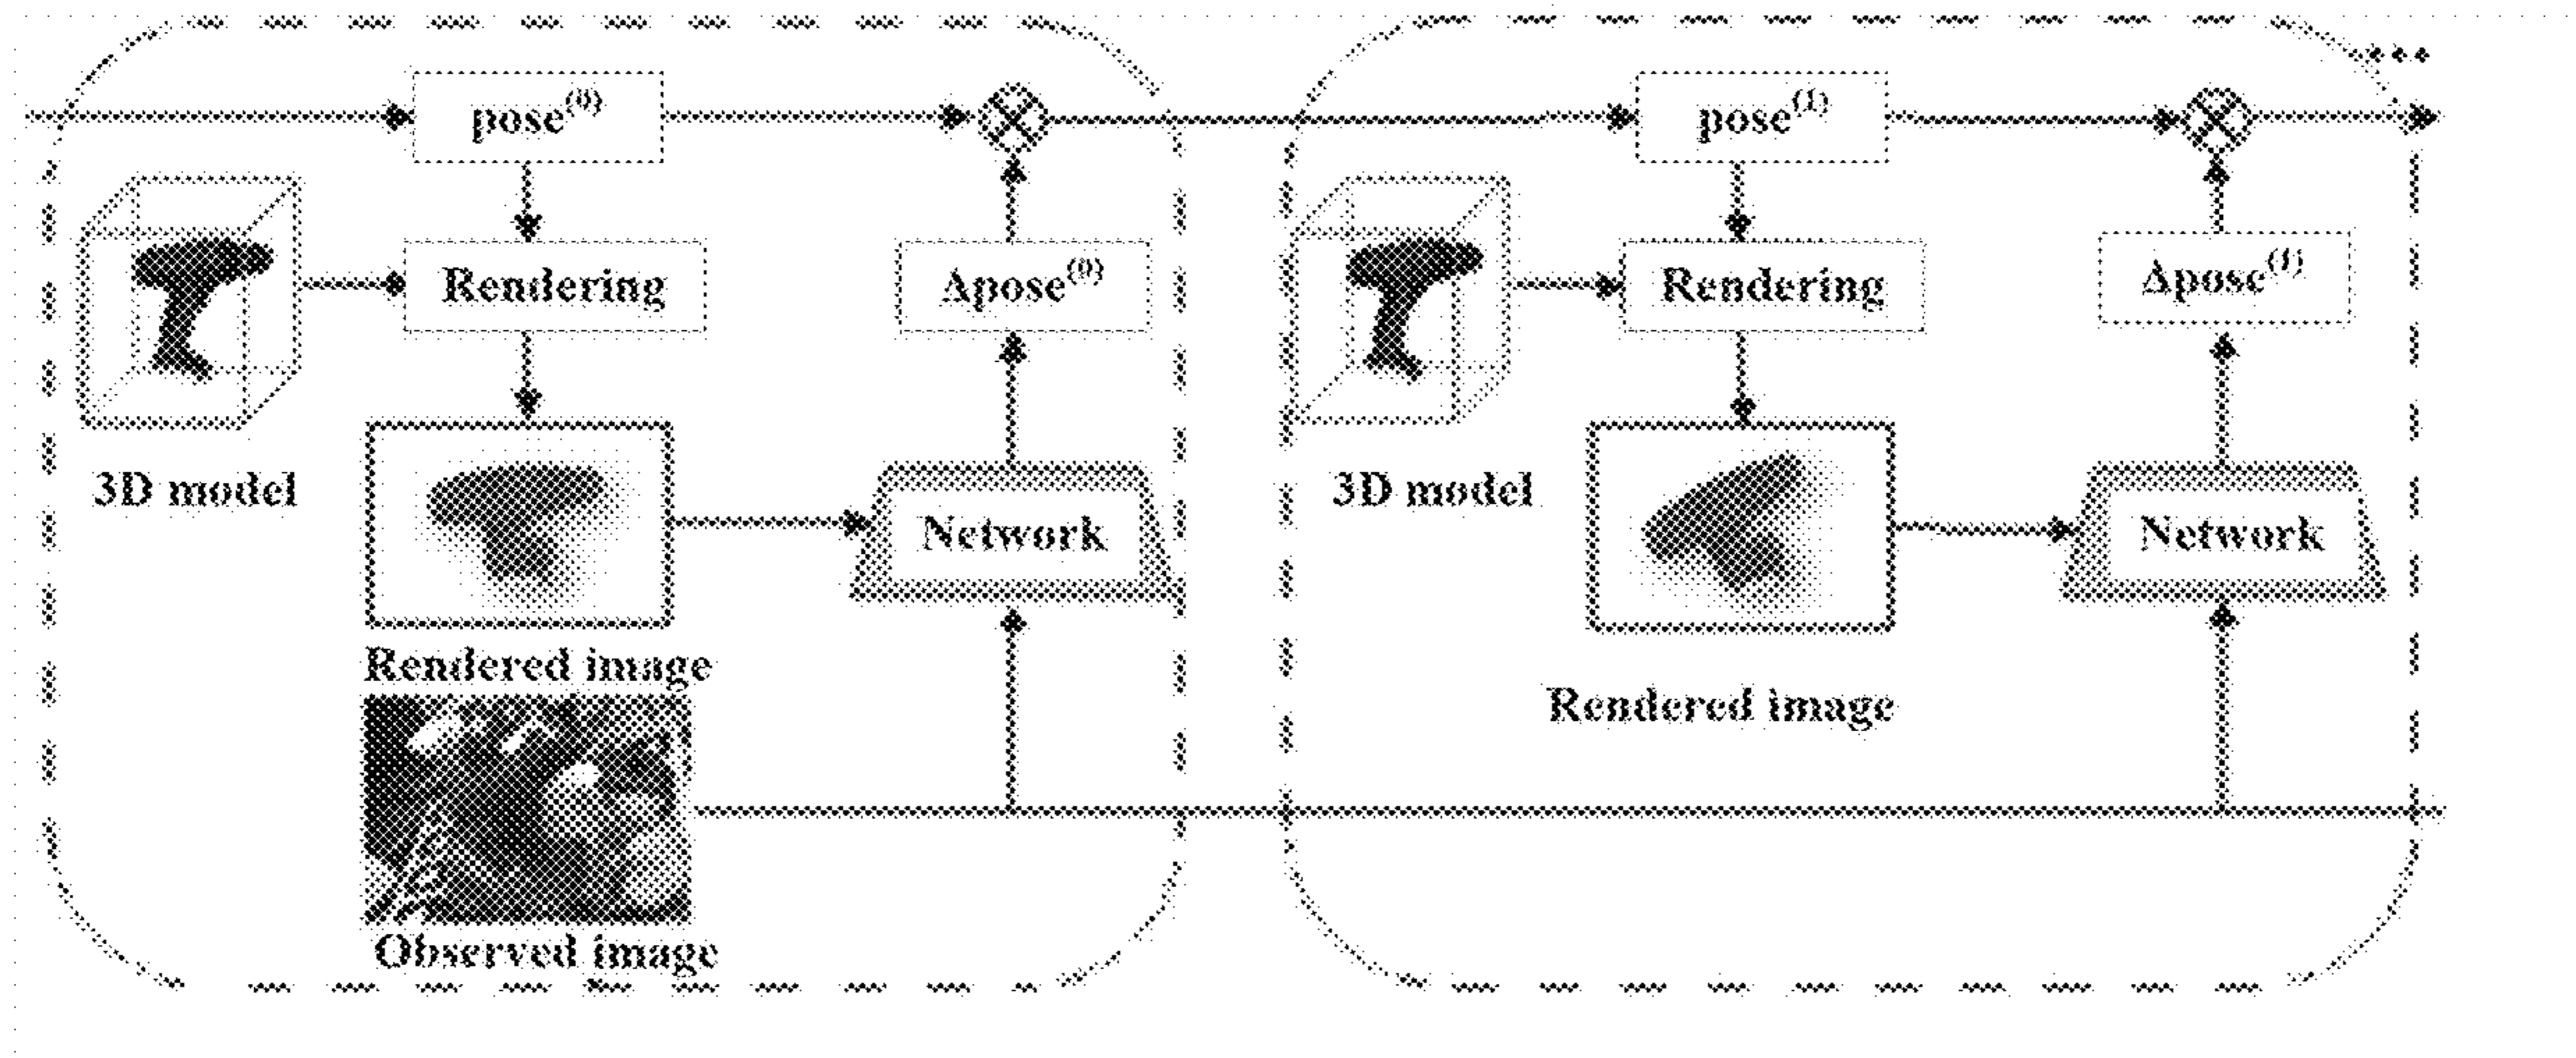 pose(0)
Rendering
Δpose(0)
3D model
Network
Rendered image
Observed image
...
pose(1)
Rendering
Δpose(1)
3D model
Network
Rendered image